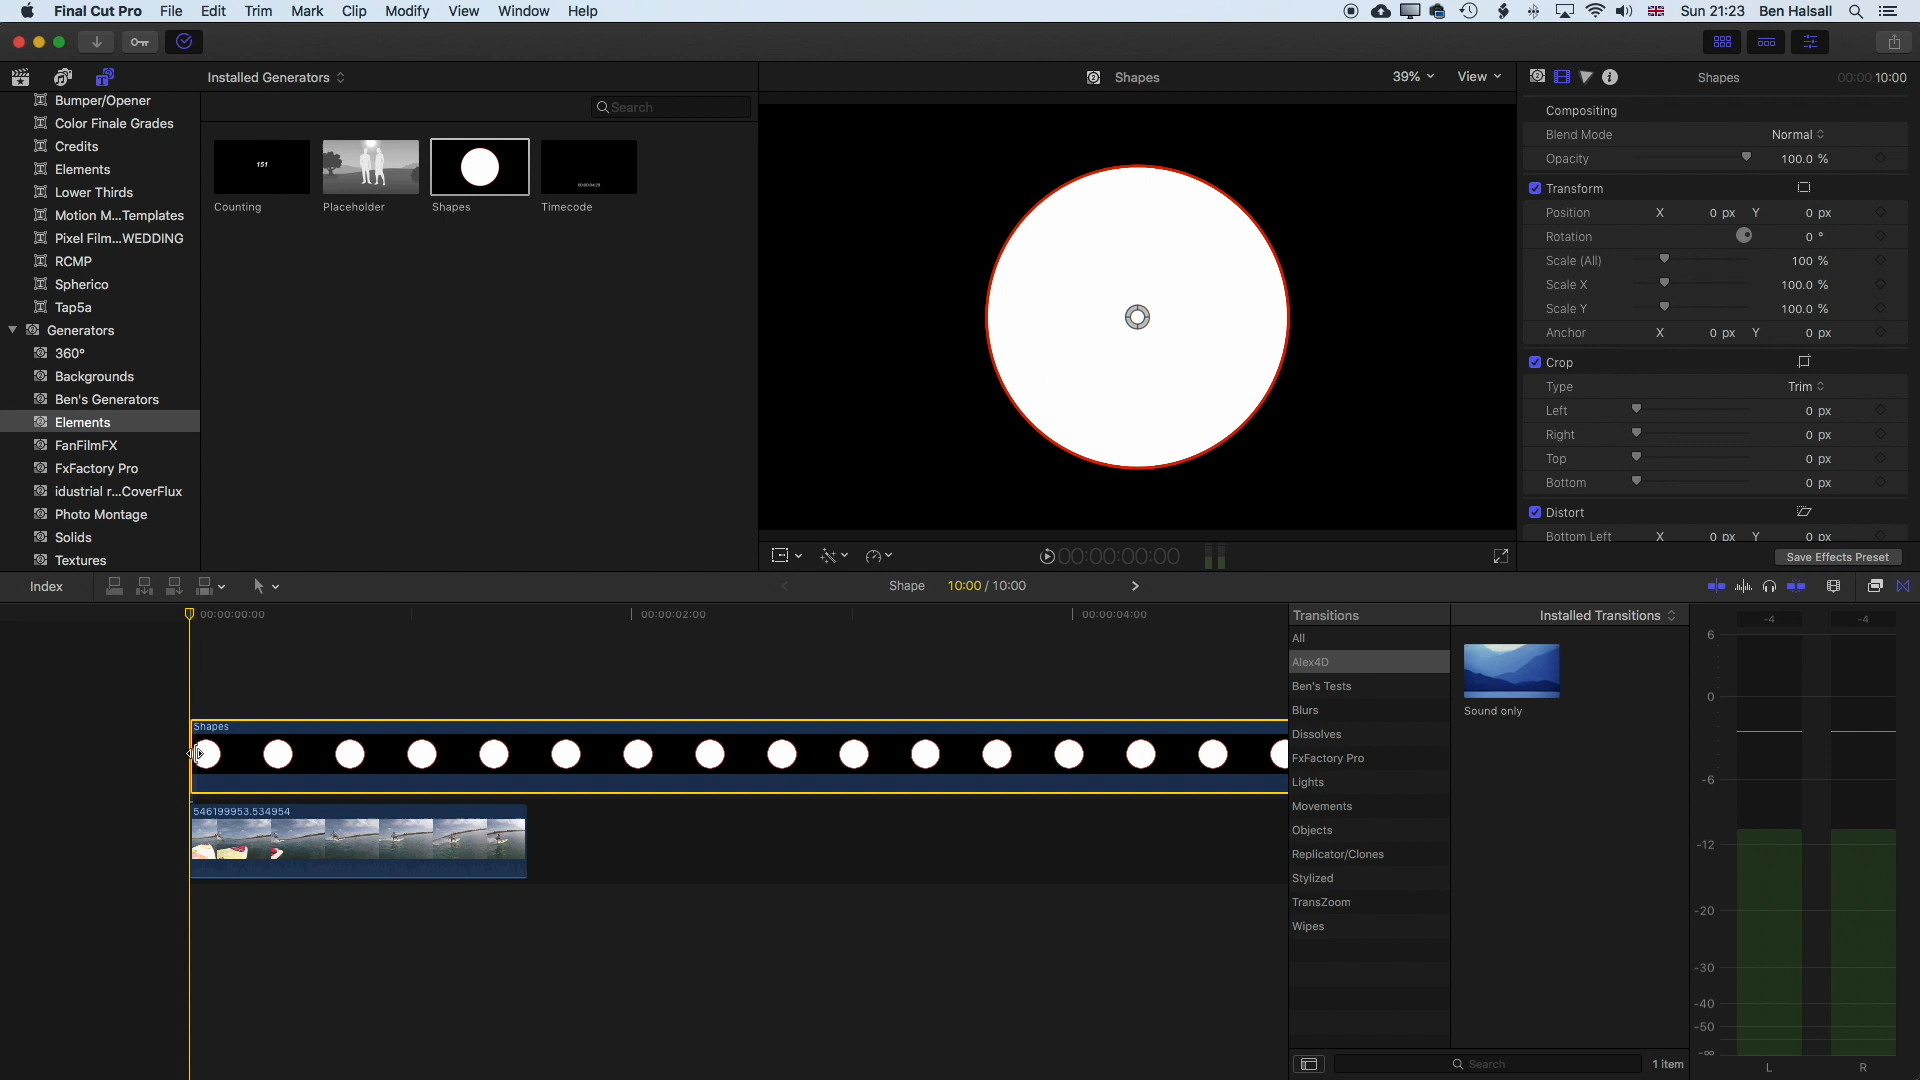 Final Cut Pro File Edit Trim Mark Clip Modify View Window Help Sun 21:23 Ben Halsall
Installed Generators Shapes 39% View Shapes 00:00:10:00
Bumper/Opener
Color Finale Grades
Credits
Elements
Lower Thirds
Motion M...Templates
Pixel Film...WEDDING
RCMP
Spherico
Tap5a
Generators
360°
Backgrounds
Ben's Generators
Elements
FanFilmFX
FxFactory Pro
idustrial r...CoverFlux
Photo Montage
Solids
Textures
Search
151
00:00:04:29
Counting Placeholder Shapes Timecode
Compositing
Blend Mode Normal
Opacity 100.0 %
Transform
Position X 0 px Y 0 px
Rotation 0 °
Scale (All) 100 %
Scale X 100.0 %
Scale Y 100.0 %
Anchor X 0 px Y 0 px
Crop
Type Trim
Left 0 px
Right 0 px
Top 0 px
Bottom 0 px
Distort
Bottom Left X 0 px Y 0 px
00:00:00:00
Save Effects Preset
Index Shape 10:00 / 10:00
00:00:00:00 00:00:02:00 00:00:04:00
Shapes
546199953.534954
Transitions Installed Transitions
All
Alex4D
Ben's Tests
Blurs
Dissolves
FxFactory Pro
Lights
Movements
Objects
Replicator/Clones
Stylized
TransZoom
Wipes
Sound only
Search 1 item
-4 -4
6
0
-6
-12
-20
-30
-40
-50
-∞
L R